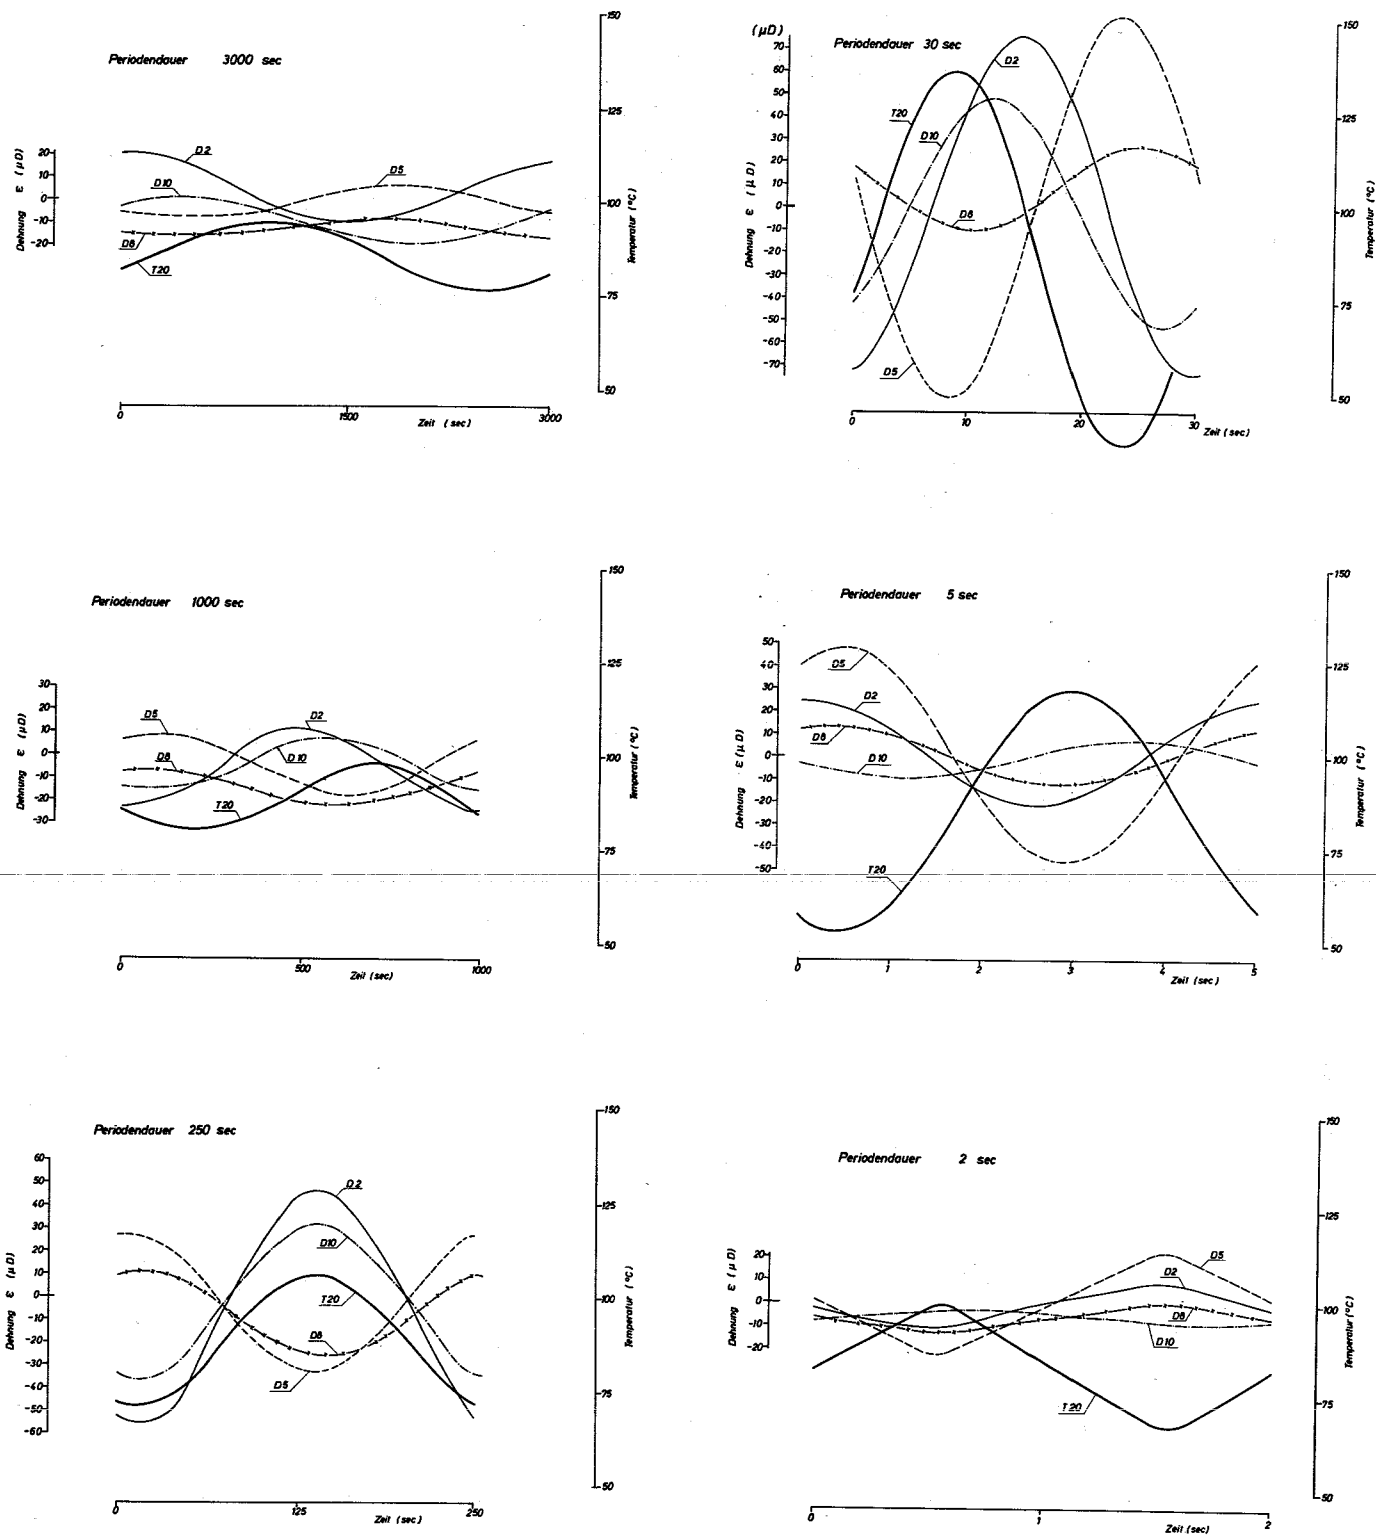 Periodendauer 3000 sec
Dehnung ε (μD)
20
10
0
-10
-20
D2
D10
D5
D8
T20
150
125
100
75
50
Temperatur (°C)
0
1500
3000
Zeit (sec)
Periodendauer 30 sec
(μD)
Dehnung ε (μD)
70
60
50
40
30
20
10
0
-10
-20
-30
-40
-50
-60
-70
T20
D2
D10
D8
D5
150
125
100
75
50
Temperatur (°C)
0
10
20
30
Zeit (sec)
Periodendauer 1000 sec
Dehnung ε (μD)
30
20
10
0
-10
-20
-30
D5
D2
D8
D10
T20
150
125
100
75
50
Temperatur (°C)
0
500
1000
Zeit (sec)
Periodendauer 5 sec
Dehnung ε (μD)
50
40
30
20
10
0
-10
-20
-30
-40
-50
D5
D2
D8
D10
T20
150
125
100
75
50
Temperatur (°C)
0
1
2
3
4
5
Zeit (sec)
Periodendauer 250 sec
Dehnung ε (μD)
60
50
40
30
20
10
0
-10
-20
-30
-40
-50
-60
D2
D10
T20
D8
D5
150
125
100
75
50
Temperatur (°C)
0
125
250
Zeit (sec)
Periodendauer 2 sec
Dehnung ε (μD)
20
10
0
-10
-20
D5
D2
D8
D10
T20
150
125
100
75
50
Temperatur (°C)
0
1
2
Zeit (sec)